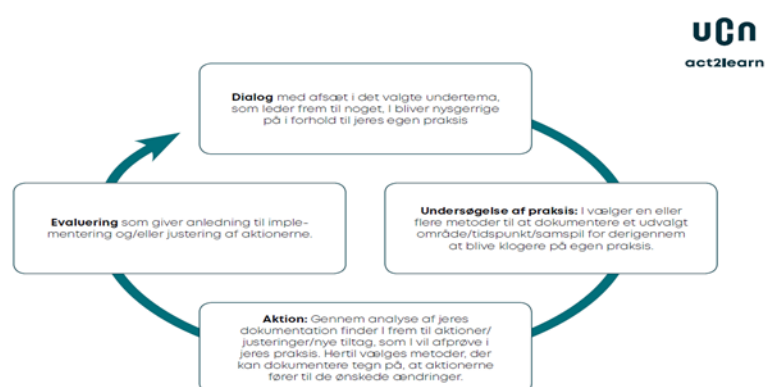 ucn
act2learn
Dialog med afsæt i det valgte undertema,
som leder frem til noget, I bliver nysgerrige
på i forhold til jeres egen praksis
Undersøgelse af praksis: I vælger en eller
flere metoder til at dokumentere et udvalgt
område/tidspunkt/samspil for derigennem
at blive klogere på egen praksis.
Aktion: Gennem analyse af jeres
dokumentation finder I frem til aktioner/
justeringer/nye tiltag, som I vil afprøve i
jeres praksis. Hertil vælges metoder, der
kan dokumentere tegn på, at aktionerne
fører til de ønskede ændringer.
Evaluering som giver anledning til imple-
mentering og/eller justering af aktionerne.